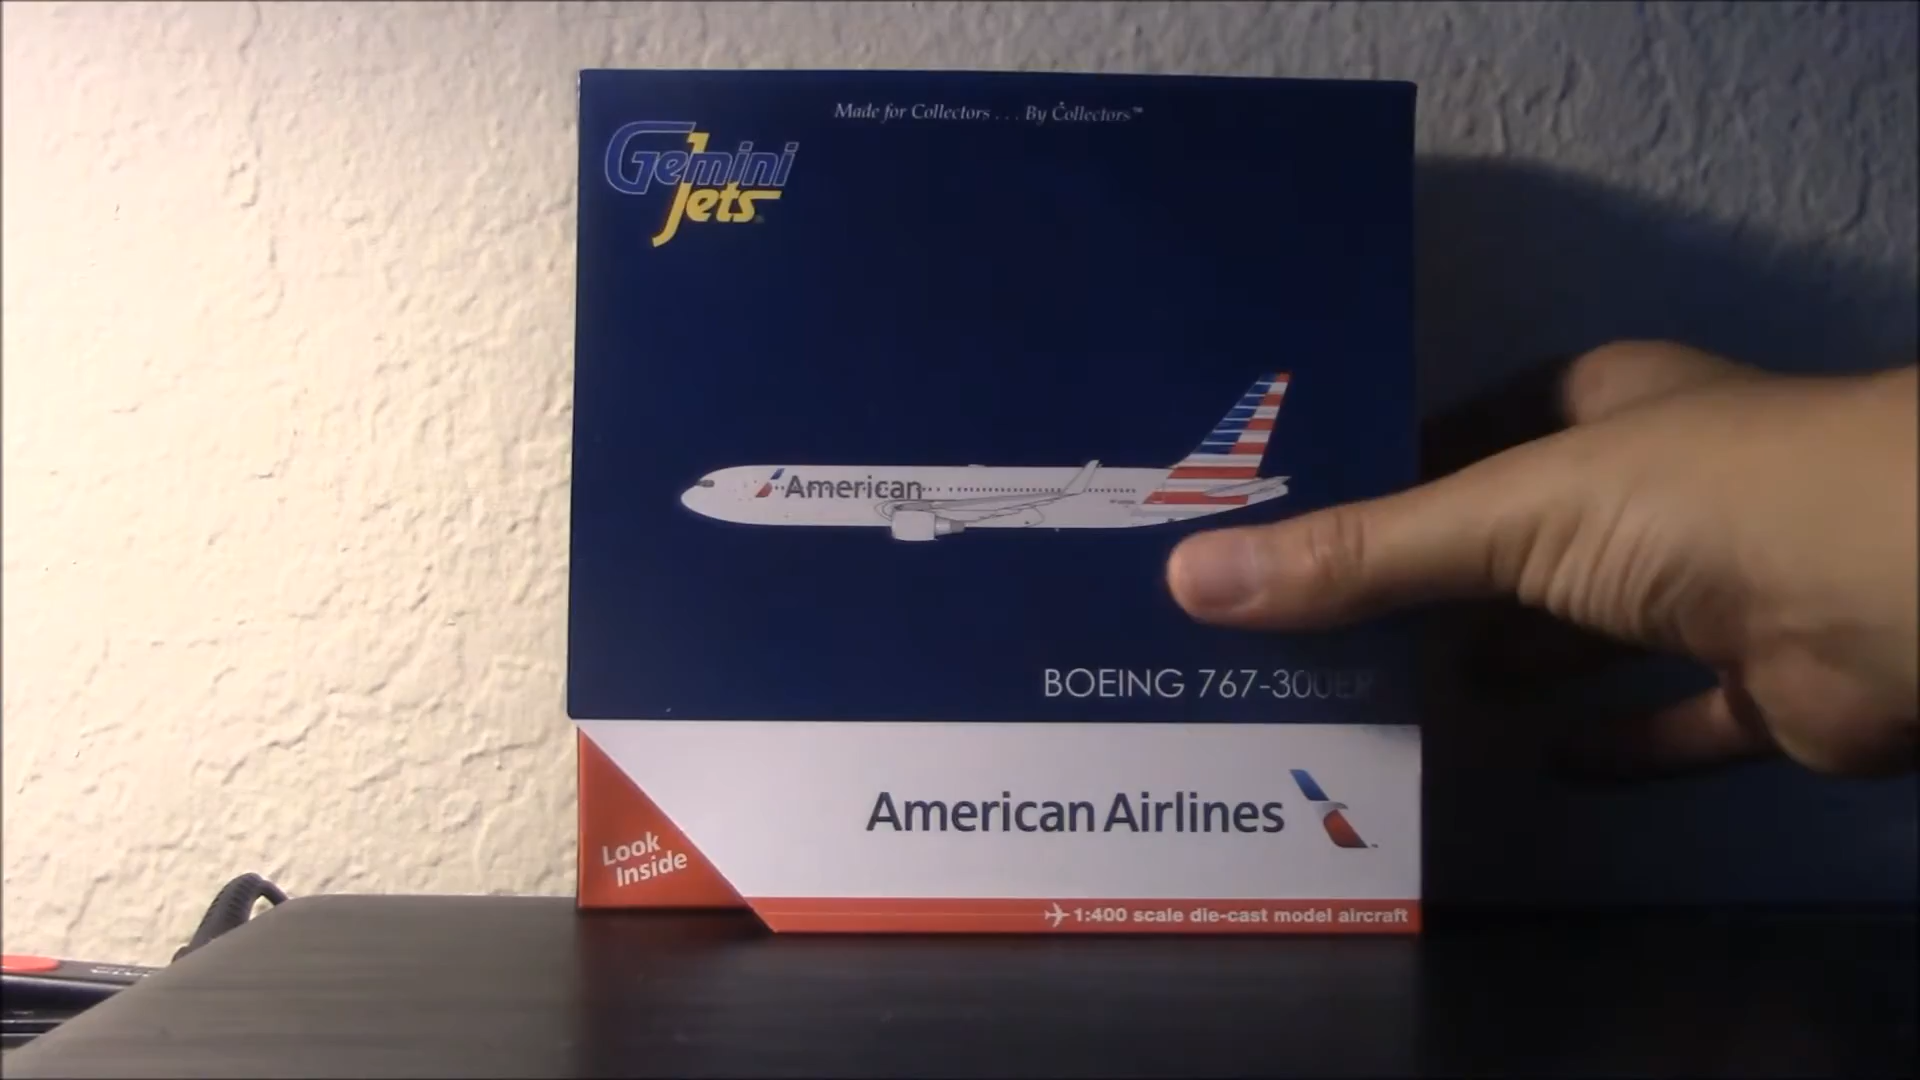 Made for Collectors . . . By Collectors™
Gemini
Jets
American
BOEING 767-300ER
American Airlines
Look
Inside
1:400 scale die-cast model aircraft